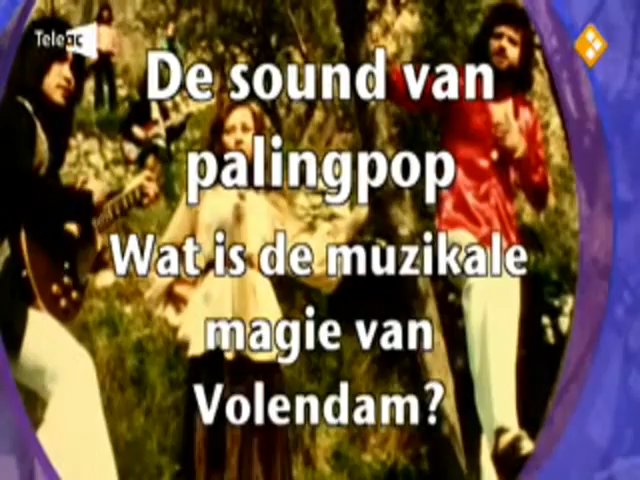 Teleac
De sound van
palingpop
Wat is de muzikale
magie van
Volendam?